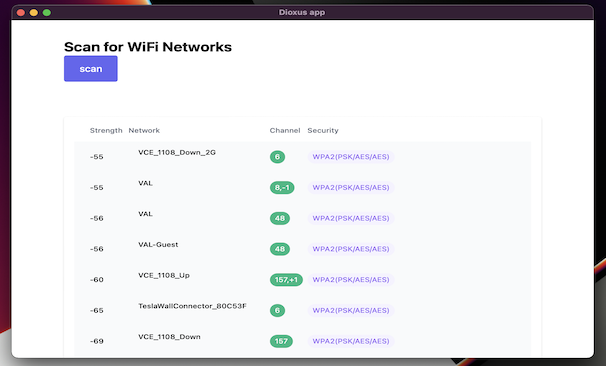 Dioxus app
Scan for WiFi Networks
scan
Strength Network Channel Security
-55 VCE_1108_Down_2G 6 WPA2(PSK/AES/AES)
-55 VAL 8,-1 WPA2(PSK/AES/AES)
-56 VAL 48 WPA2(PSK/AES/AES)
-56 VAL-Guest 48 WPA2(PSK/AES/AES)
-60 VCE_1108_Up 157,+1 WPA2(PSK/AES/AES)
-65 TeslaWallConnector_80C53F 6 WPA2(PSK/AES/AES)
-69 VCE_1108_Down 157 WPA2(PSK/AES/AES)